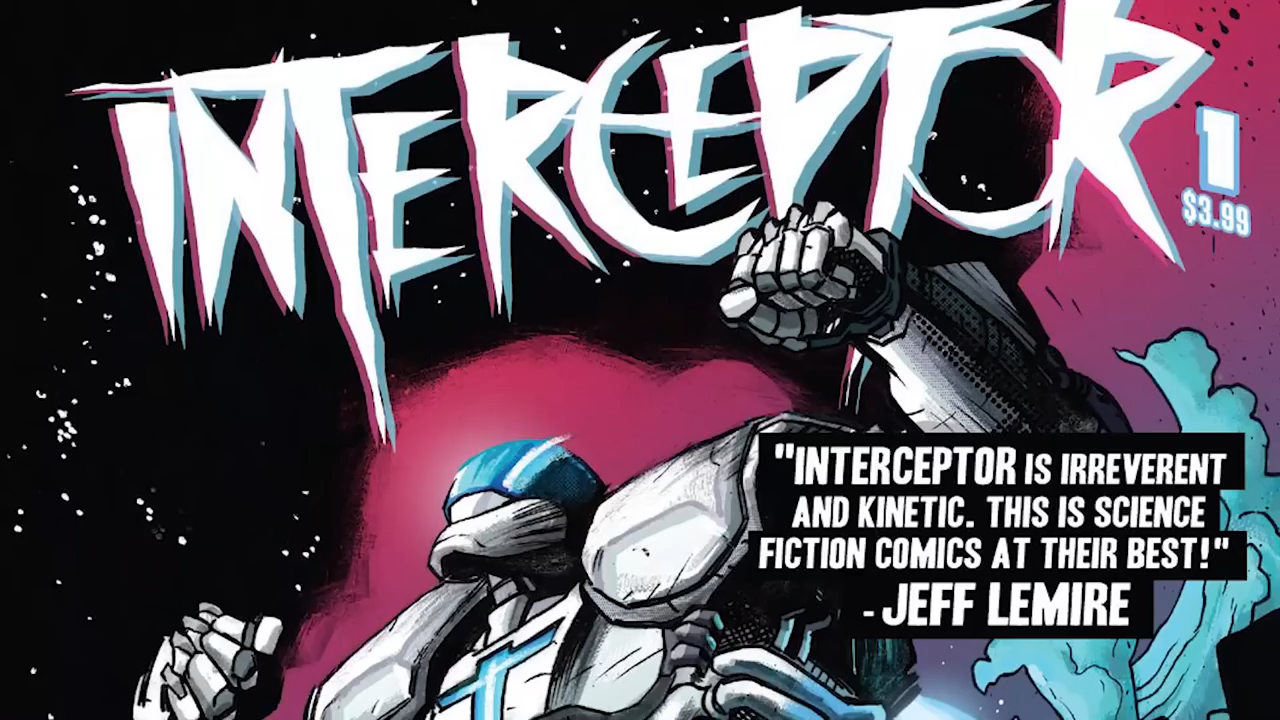 INTERCEPTOR
1
$3.99
"INTERCEPTOR IS IRREVERENT
AND KINETIC. THIS IS SCIENCE
FICTION COMICS AT THEIR BEST!"
- JEFF LEMIRE